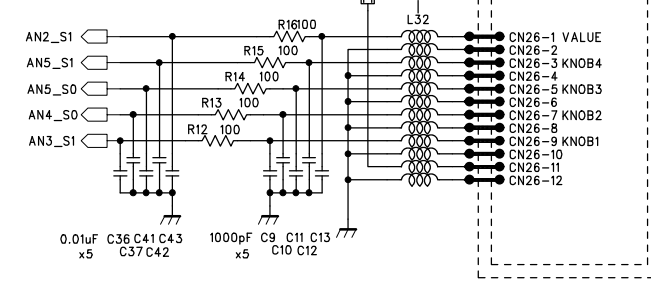 L32
AN2_S1
R16100
CN26-1 VALUE
CN26-2
AN5_S1
R15
100
CN26-3 KNOB4
CN26-4
AN5_S0
R14
100
CN26-5 KNOB3
CN26-6
AN4_S0
R13
100
CN26-7 KNOB2
CN26-8
AN3_S1
R12
100
CN26-9 KNOB1
CN26-10
CN26-11
CN26-12
0.01uF
x5
C36 C41 C43
C37 C42
1000pF
x5
C9 C11 C13
C10 C12